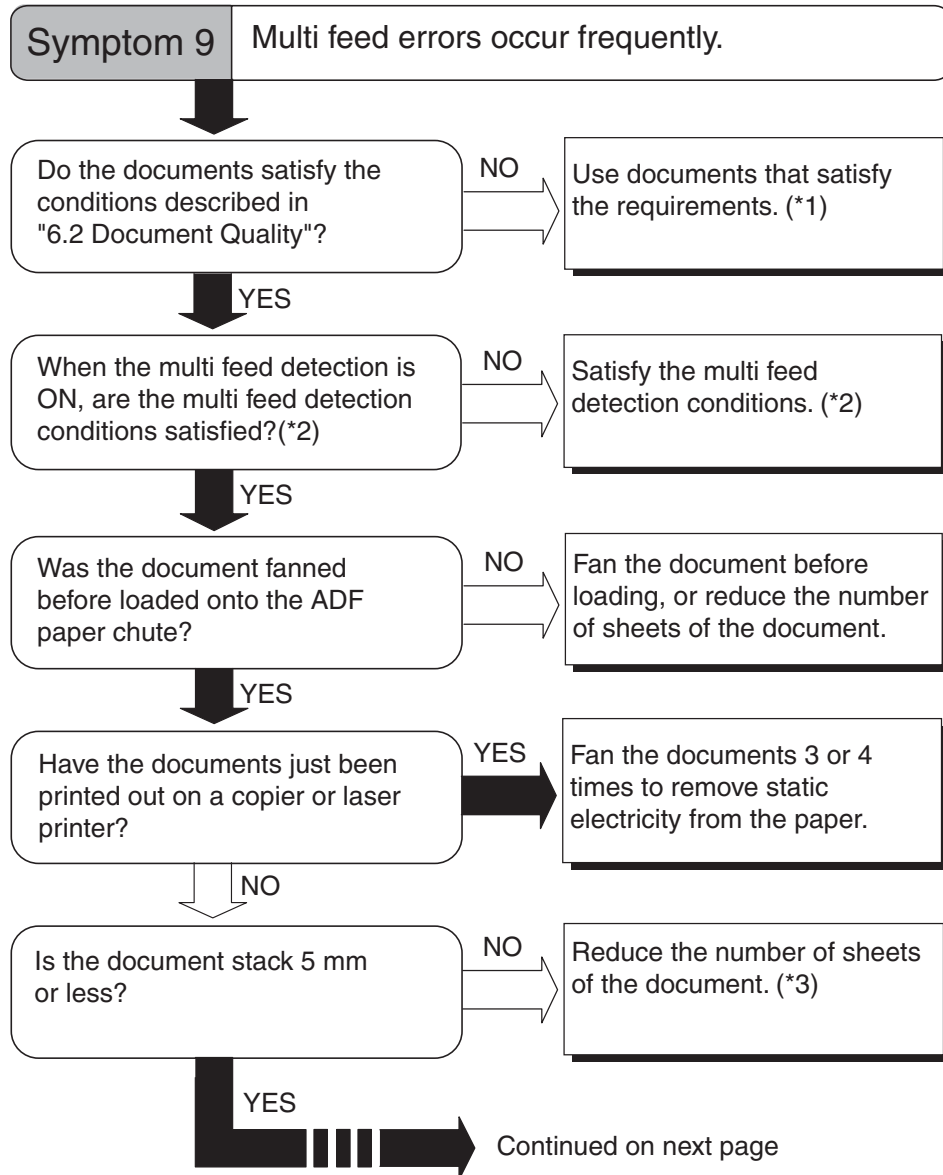 Symptom 9
Multi feed errors occur frequently.
Do the documents satisfy the
conditions described in
"6.2 Document Quality"?
NO
Use documents that satisfy
the requirements. (*1)
YES
When the multi feed detection is
ON, are the multi feed detection
conditions satisfied?(*2)
NO
Satisfy the multi feed
detection conditions. (*2)
YES
Was the document fanned
before loaded onto the ADF
paper chute?
NO
Fan the document before
loading, or reduce the number
of sheets of the document.
YES
Have the documents just been
printed out on a copier or laser
printer?
YES
Fan the documents 3 or 4
times to remove static
electricity from the paper.
NO
Is the document stack 5 mm
or less?
NO
Reduce the number of sheets
of the document. (*3)
YES
Continued on next page